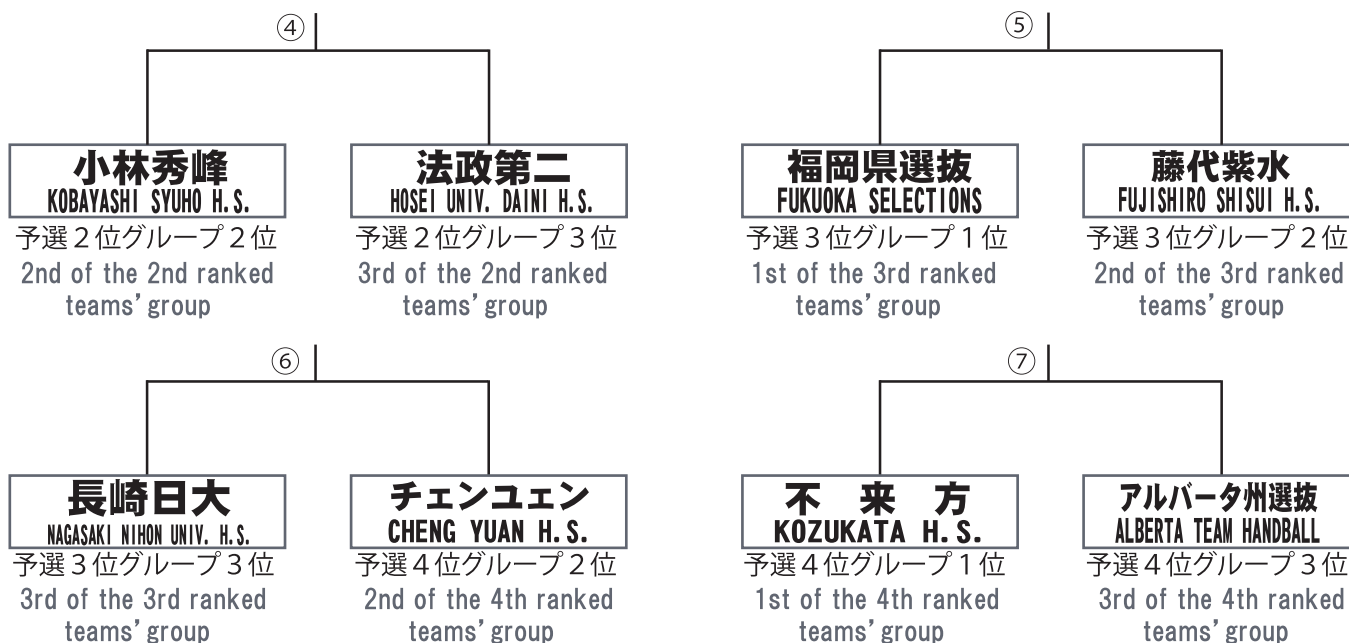 ④
小林秀峰
KOBAYASHI SYUHO H.S.
予選2位グループ2位
2nd of the 2nd ranked
teams' group
法政第二
HOSEI UNIV. DAINI H.S.
予選2位グループ3位
3rd of the 2nd ranked
teams' group
⑤
福岡県選抜
FUKUOKA SELECTIONS
予選3位グループ1位
1st of the 3rd ranked
teams' group
藤代紫水
FUJISHIRO SHISUI H.S.
予選3位グループ2位
2nd of the 3rd ranked
teams' group
⑥
長崎日大
NAGASAKI NIHON UNIV. H.S.
予選3位グループ3位
3rd of the 3rd ranked
teams' group
チェンユェン
CHENG YUAN H.S.
予選4位グループ2位
2nd of the 4th ranked
teams' group
⑦
不来方
KOZUKATA H.S.
予選4位グループ1位
1st of the 4th ranked
teams' group
アルバータ州選抜
ALBERTA TEAM HANDBALL
予選4位グループ3位
3rd of the 4th ranked
teams' group